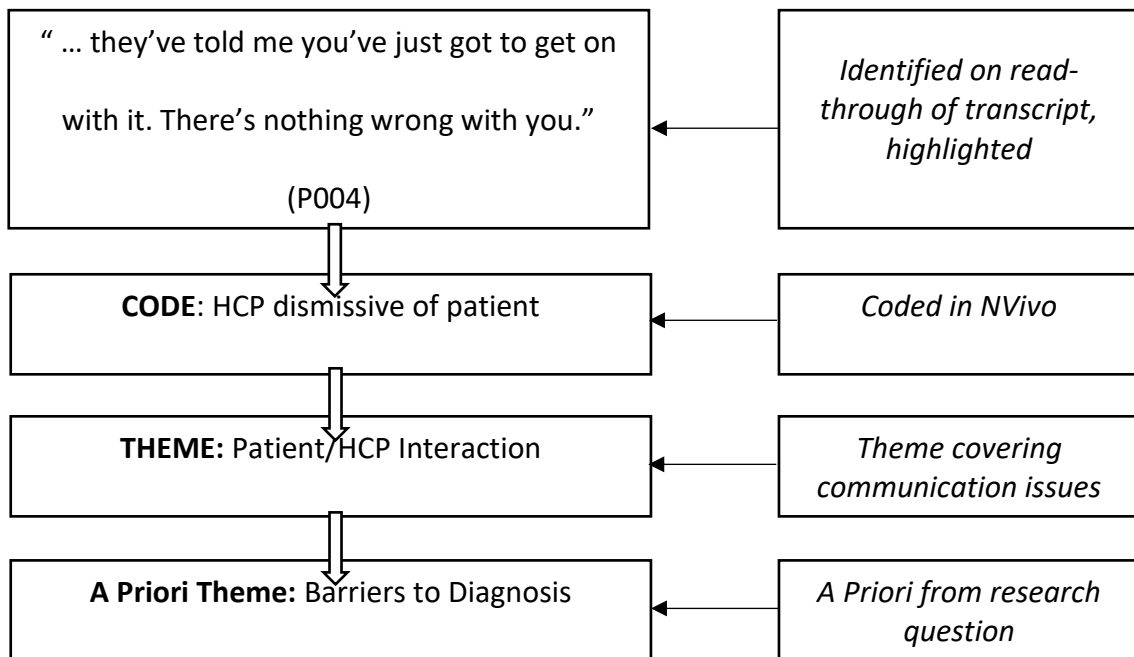 “ … they’ve told me you’ve just got to get on
with it. There’s nothing wrong with you.”
(P004)
Identified on read-
through of transcript,
highlighted
CODE: HCP dismissive of patient
Coded in NVivo
THEME: Patient/HCP Interaction
Theme covering
communication issues
A Priori Theme: Barriers to Diagnosis
A Priori from research
question